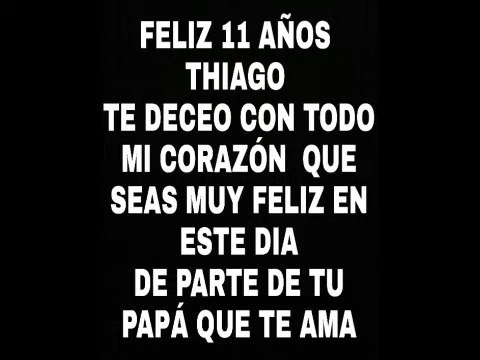 FELIZ 11 AÑOS
THIAGO
TE DECEO CON TODO
MI CORAZÓN QUE
SEAS MUY FELIZ EN
ESTE DIA
DE PARTE DE TU
PAPÁ QUE TE AMA